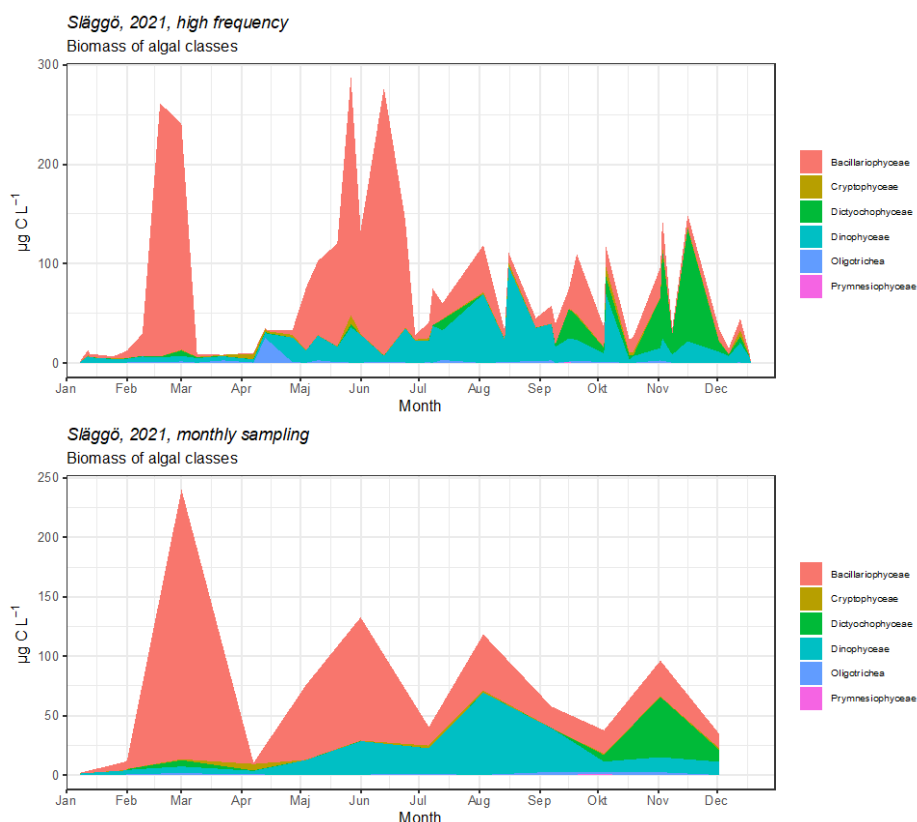 Släggö, 2021, high frequency
Biomass of algal classes
300
200
100
0
µg C L⁻¹
Jan Feb Mar Apr Maj Jun Jul Aug Sep Okt Nov Dec
Month
Bacillariophyceae
Cryptophyceae
Dictyochophyceae
Dinophyceae
Oligotrichea
Prymnesiophyceae
Släggö, 2021, monthly sampling
Biomass of algal classes
250
200
150
100
50
0
µg C L⁻¹
Jan Feb Mar Apr Maj Jun Jul Aug Sep Okt Nov Dec
Month
Bacillariophyceae
Cryptophyceae
Dictyochophyceae
Dinophyceae
Oligotrichea
Prymnesiophyceae